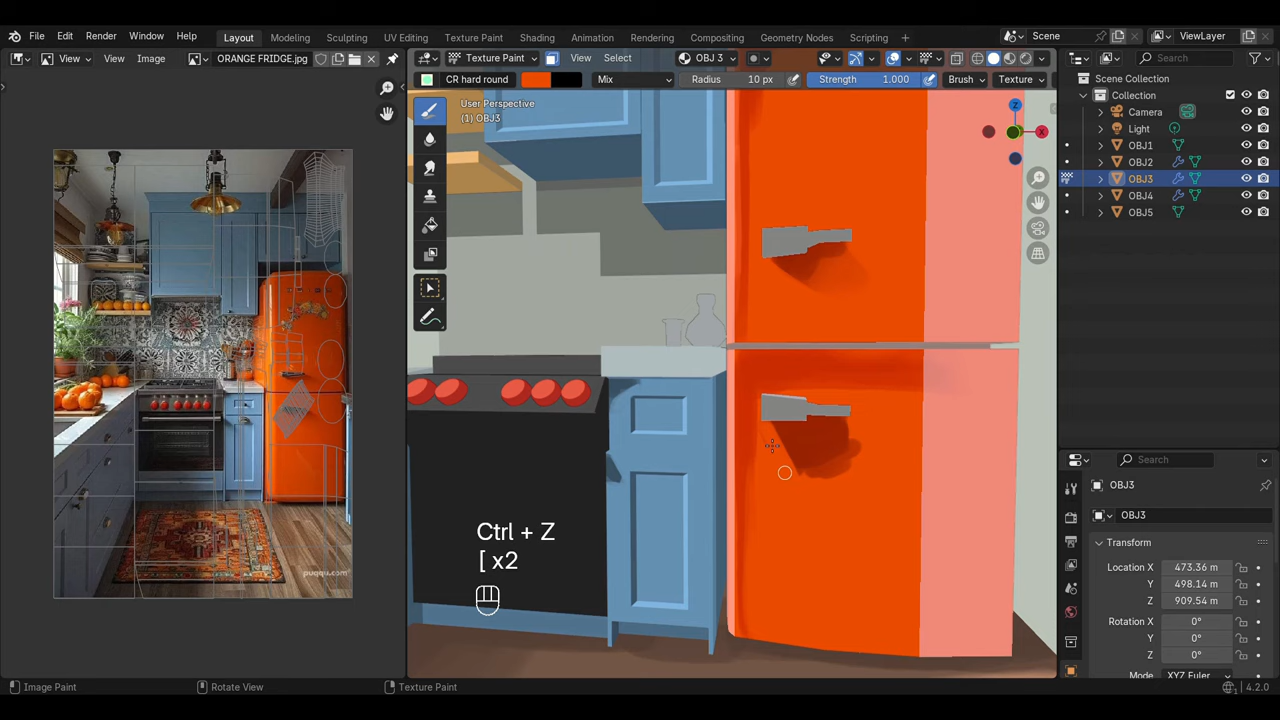 File Edit Render Window Help
Layout Modeling Sculpting UV Editing Texture Paint Shading Animation Rendering Compositing Geometry Nodes Scripting +
Scene ViewLayer
View View Image ORANGE FRIDGE.jpg
Texture Paint View Select OBJ 3
Search
CR hard round Mix Radius 10 px Strength 1.000 Brush Texture
Scene Collection
Collection
Camera
Light
OBJ1
OBJ2
OBJ3
OBJ4
OBJ5
User Perspective
(1) OBJ3
Z
X
Ctrl + Z
[ x2
puqqu.com
Search
OBJ3
OBJ3
Transform
Location X 473.36 m
Y 498.14 m
Z 909.54 m
Rotation X 0°
Y 0°
Z 0°
Mode XYZ Euler
Image Paint Rotate View Texture Paint 4.2.0